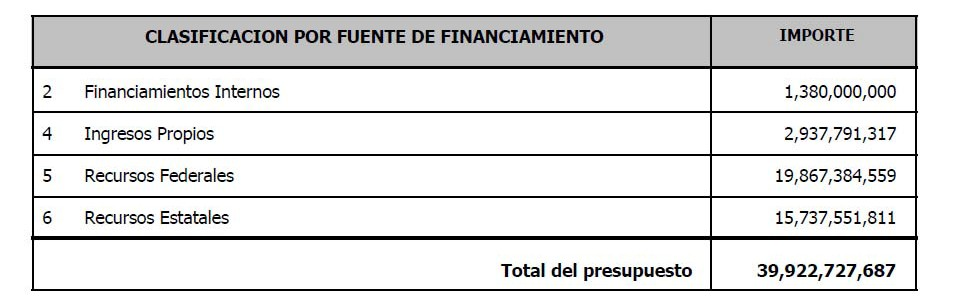 CLASIFICACION POR FUENTE DE FINANCIAMIENTO IMPORTE
2 Financiamientos Internos 1,380,000,000
4 Ingresos Propios 2,937,791,317
5 Recursos Federales 19,867,384,559
6 Recursos Estatales 15,737,551,811
Total del presupuesto 39,922,727,687